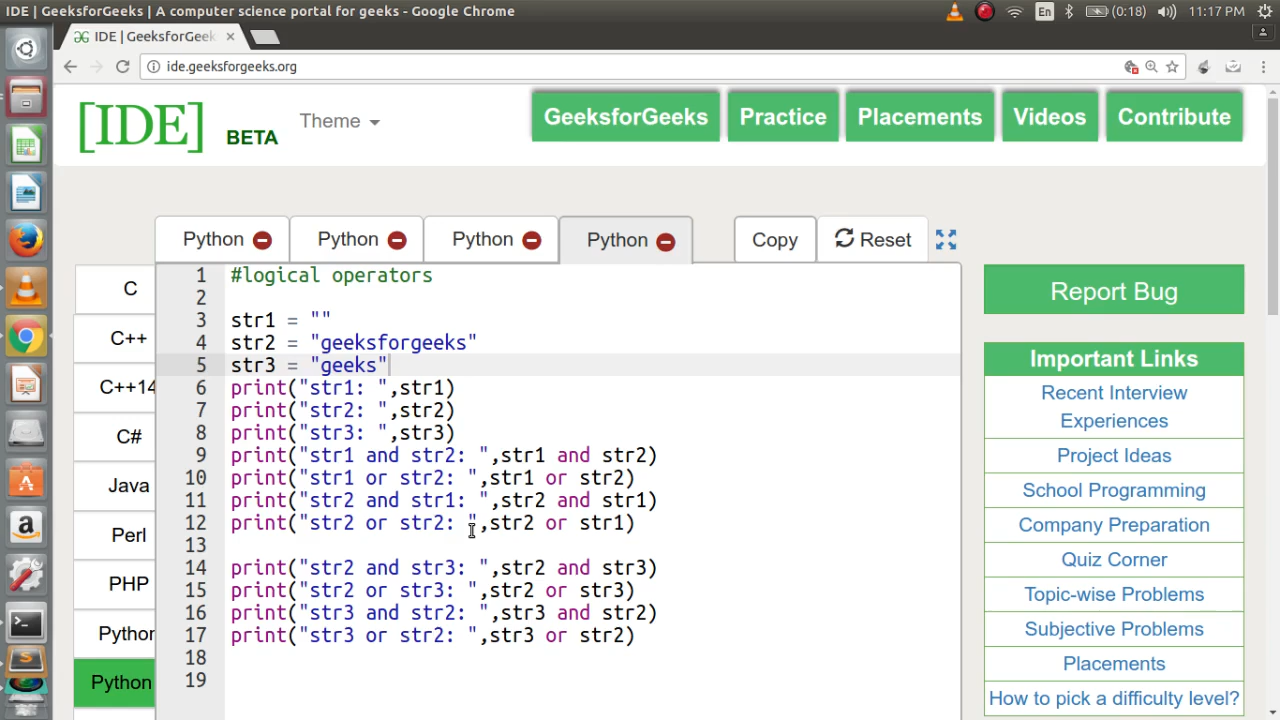 IDE | GeeksforGeeks | A computer science portal for geeks - Google Chrome
En
(0:18)
11:17 PM
IDE | GeeksforGeek
ide.geeksforgeeks.org
[IDE] BETA
Theme
GeeksforGeeks
Practice
Placements
Videos
Contribute
Python
Python
Python
Python
Copy
Reset
C
C++
C++14
C#
Java
Perl
PHP
Python
Python
1 #logical operators
2
3 str1 = ""
4 str2 = "geeksforgeeks"
5 str3 = "geeks"
6 print("str1: ",str1)
7 print("str2: ",str2)
8 print("str3: ",str3)
9 print("str1 and str2: ",str1 and str2)
10 print("str1 or str2: ",str1 or str2)
11 print("str2 and str1: ",str2 and str1)
12 print("str2 or str2: ",str2 or str1)
13
14 print("str2 and str3: ",str2 and str3)
15 print("str2 or str3: ",str2 or str3)
16 print("str3 and str2: ",str3 and str2)
17 print("str3 or str2: ",str3 or str2)
18
19
Report Bug
Important Links
Recent Interview
Experiences
Project Ideas
School Programming
Company Preparation
Quiz Corner
Topic-wise Problems
Subjective Problems
Placements
How to pick a difficulty level?